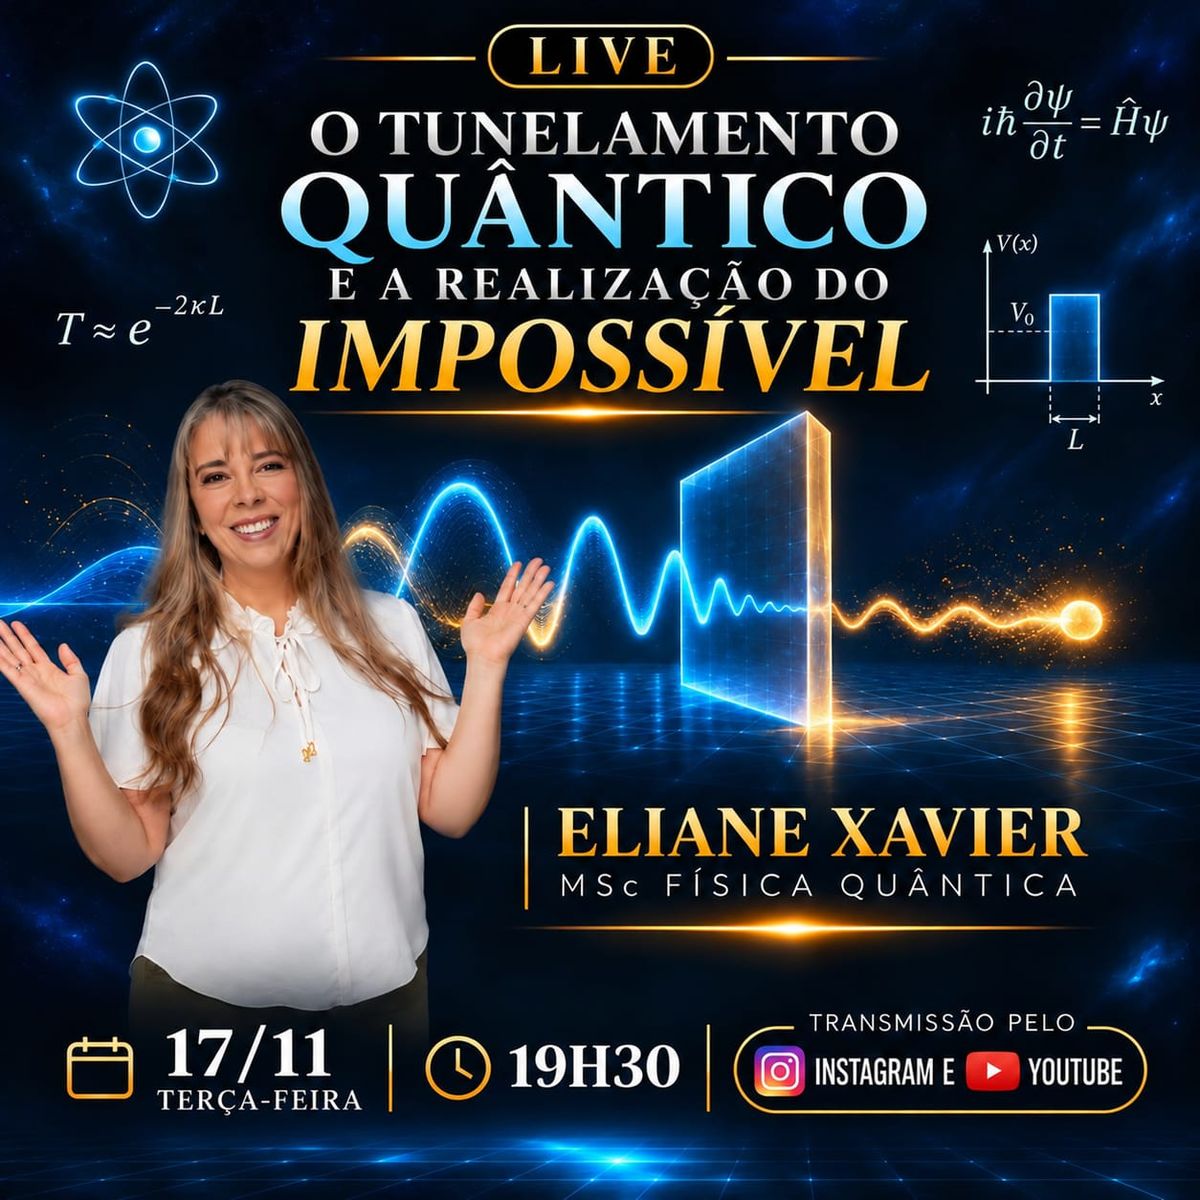 LIVE
O TUNELAMENTO
QUÂNTICO
E A REALIZAÇÃO DO
IMPOSSÍVEL
iħ ∂ψ/∂t = Ĥψ
T ≈ e^{-2κL}
V(x)
V₀
x
L
ELIANE XAVIER
MSc FÍSICA QUÂNTICA
17/11
TERÇA-FEIRA
19H30
TRANSMISSÃO PELO
INSTAGRAM E YOUTUBE